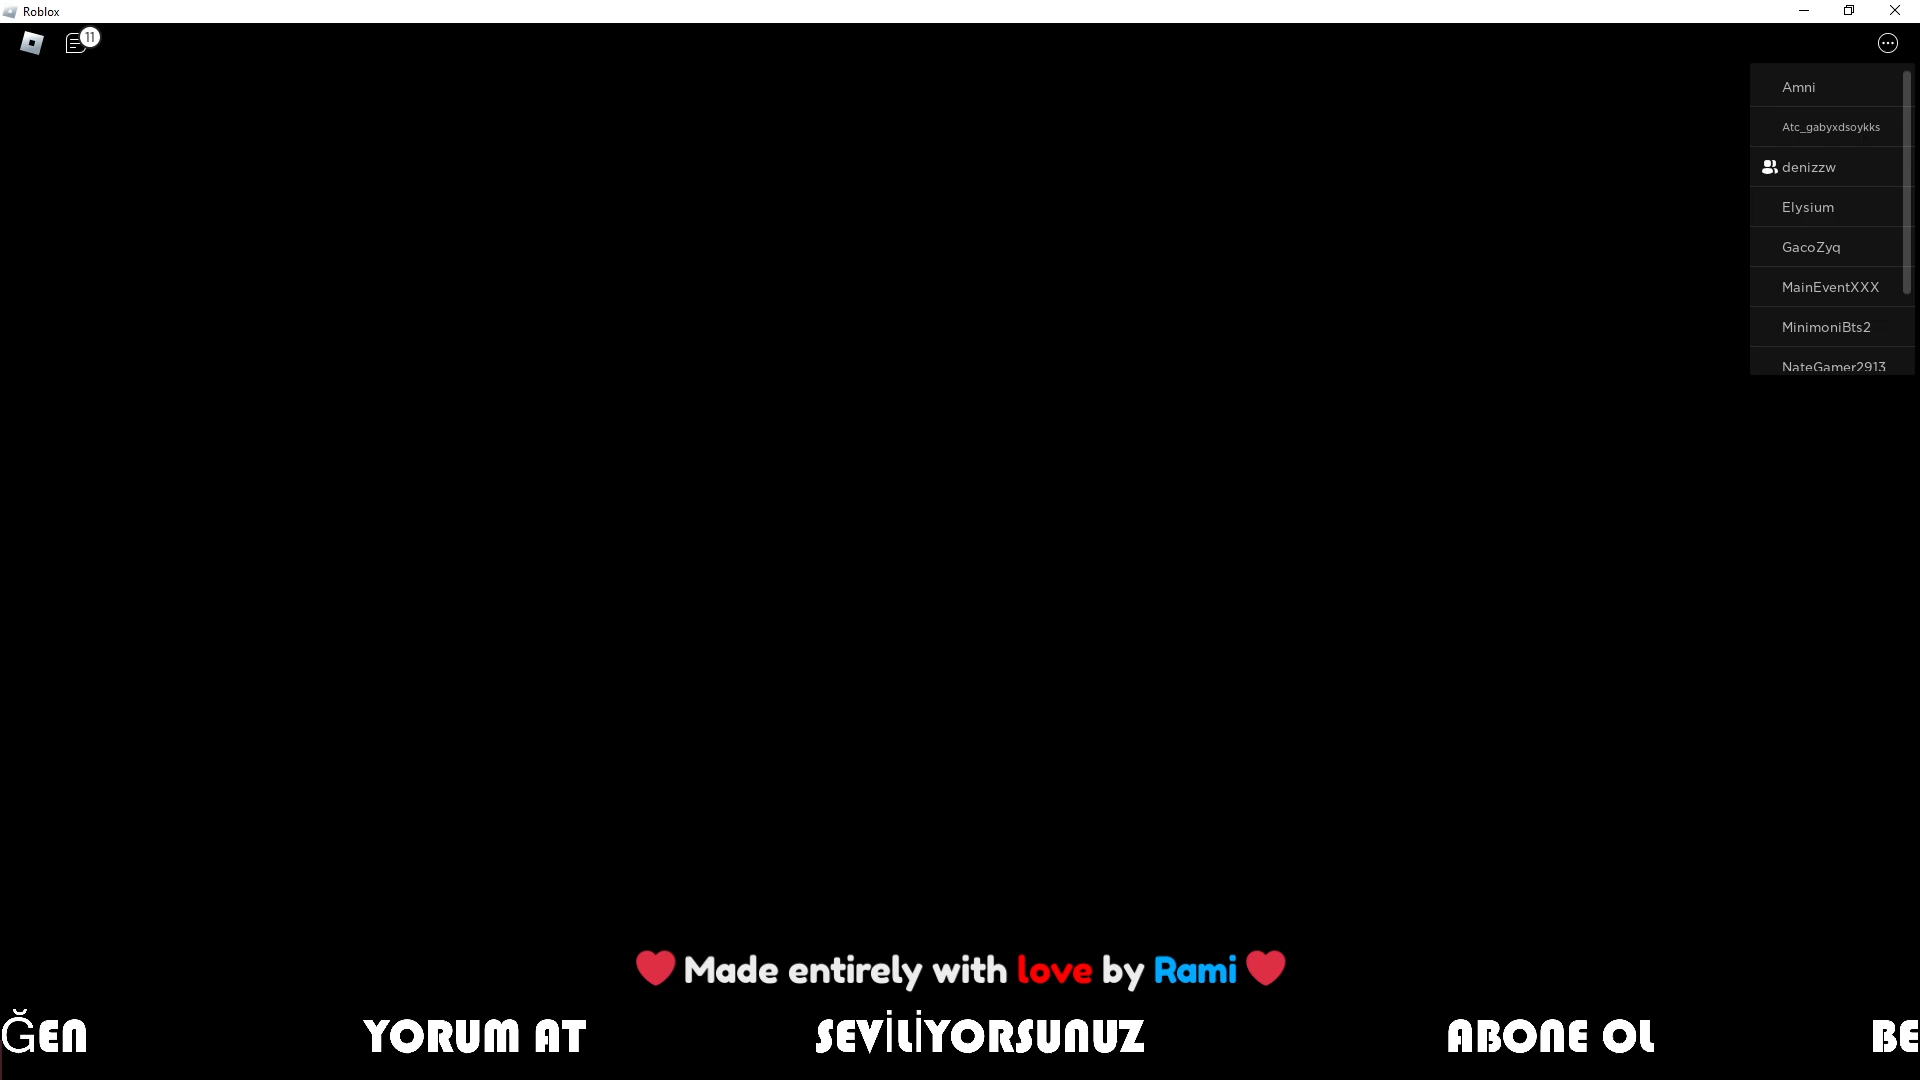 Roblox
11
Amni
Atc_gabyxdsoykks
denizzw
Elysium
GacoZyq
MainEventXXX
MinimoniBts2
NateGamer2913
Made entirely with love by Rami
ĞEN YORUM AT SEVİLİYORSUNUZ ABONE OL BE